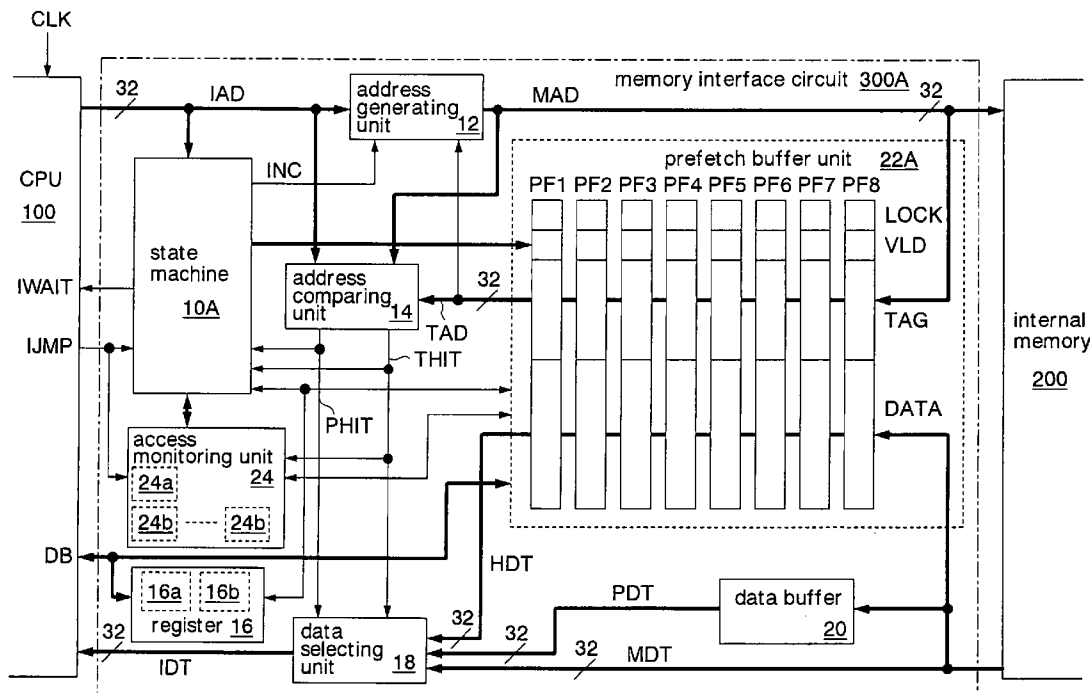 CLK
memory interface circuit 300A
32
IAD
address
generating
unit 12
MAD
32
CPU
100
INC
prefetch buffer unit 22A
PF1 PF2 PF3 PF4 PF5 PF6 PF7 PF8
LOCK
VLD
state
machine
10A
address
comparing
unit 14
32
TAD
TAG
IWAIT
IJMP
THIT
internal
memory
200
PHIT
DATA
access
monitoring unit
24
24a
24b 24b
DB
HDT
16a 16b
register 16
PDT
data buffer
20
32
IDT
data
selecting
unit 18
32
32
32
MDT